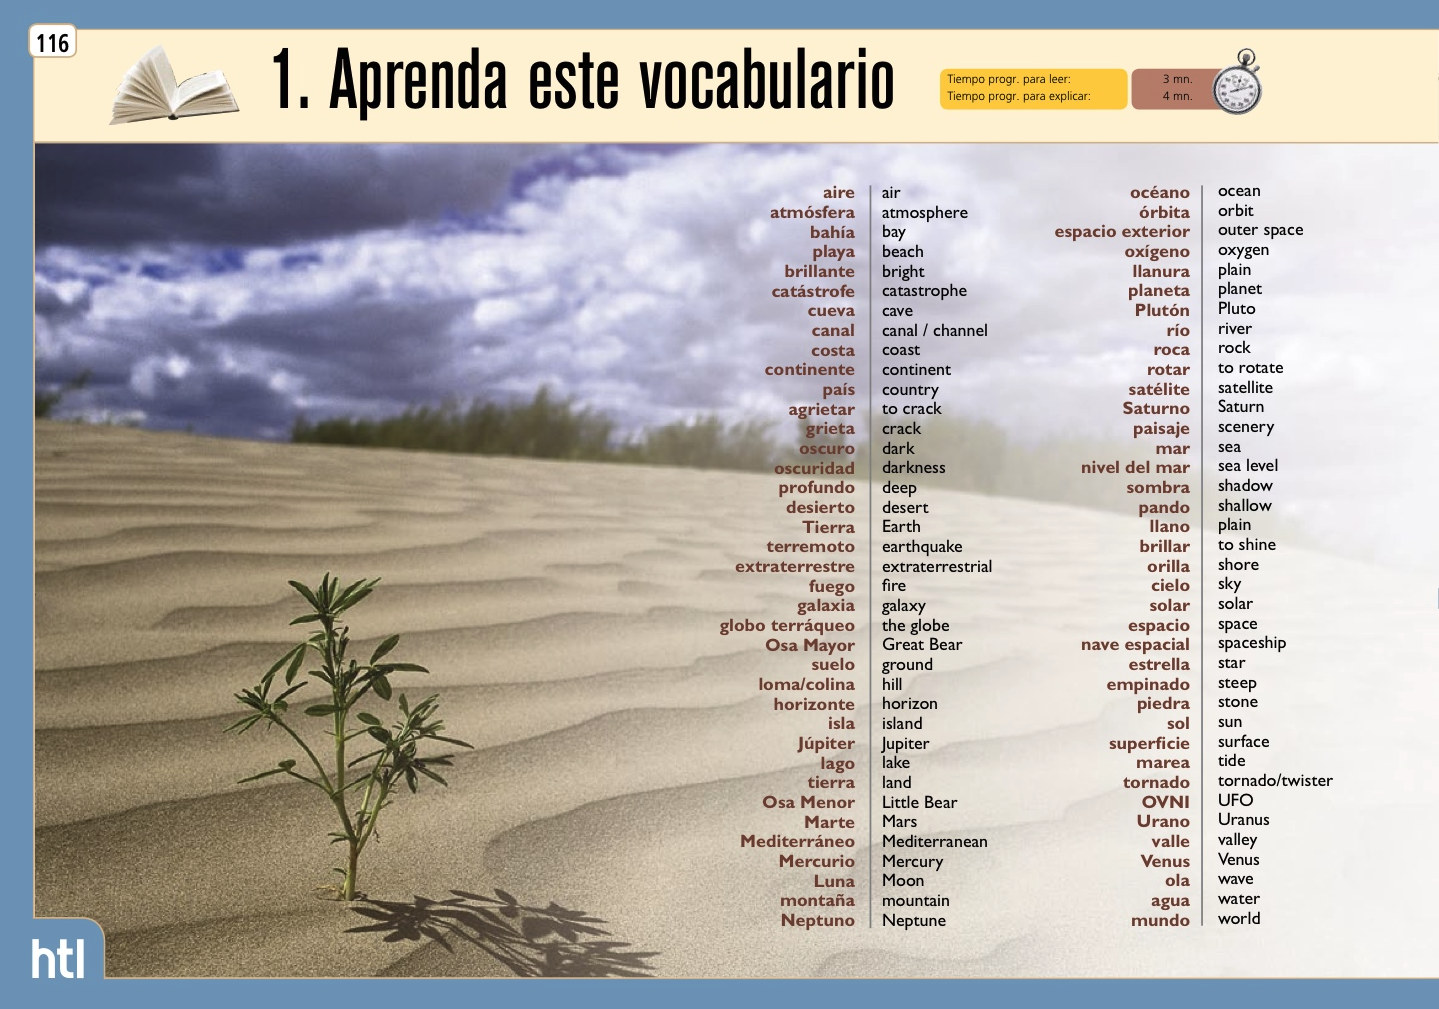 116
1. Aprenda este vocabulario
Tiempo progr. para leer: 3 mn.
Tiempo progr. para explicar: 4 mn.
aire air
atmósfera atmosphere
bahía bay
playa beach
brillante bright
catástrofe catastrophe
cueva cave
canal canal / channel
costa coast
continente continent
país country
agrietar to crack
grieta crack
oscuro dark
oscuridad darkness
profundo deep
desierto desert
Tierra Earth
terremoto earthquake
extraterrestre extraterrestrial
fuego fire
galaxia galaxy
globo terráqueo the globe
Osa Mayor Great Bear
suelo ground
loma/colina hill
horizonte horizon
isla island
Júpiter Jupiter
lago lake
tierra land
Osa Menor Little Bear
Marte Mars
Mediterráneo Mediterranean
Mercurio Mercury
Luna Moon
montaña mountain
Neptuno Neptune
océano ocean
órbita orbit
espacio exterior outer space
oxígeno oxygen
llanura plain
planeta planet
Plutón Pluto
río river
roca rock
rotar to rotate
satélite satellite
Saturno Saturn
paisaje scenery
mar sea
nivel del mar sea level
sombra shadow
pando shallow
llano plain
brillar to shine
orilla shore
cielo sky
solar solar
espacio space
nave espacial spaceship
estrella star
empinado steep
piedra stone
sol sun
superficie surface
marea tide
tornado tornado/twister
OVNI UFO
Urano Uranus
valle valley
Venus Venus
ola wave
agua water
mundo world
htl